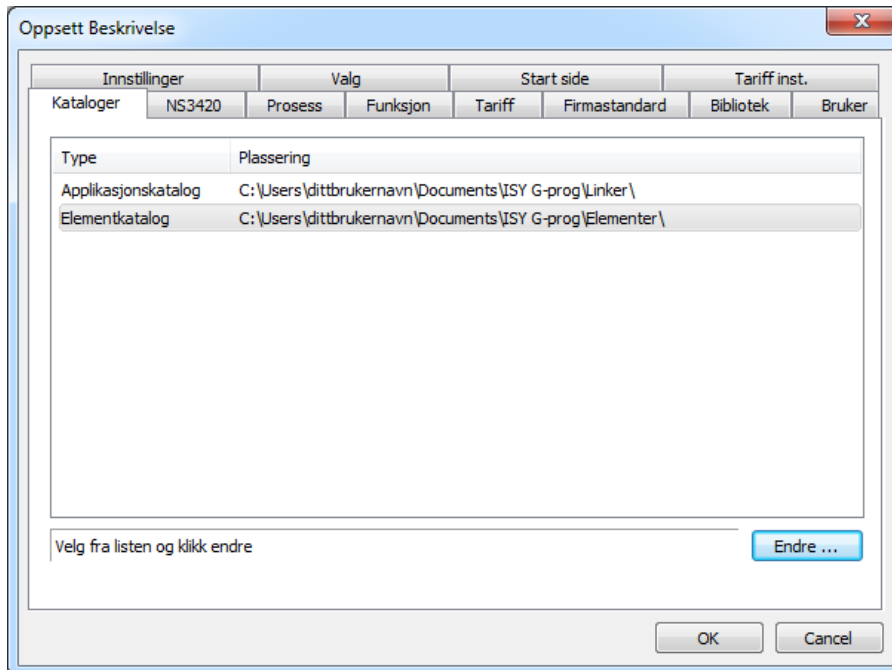 Oppsett Beskrivelse
Innstillinger Valg Start side Tariff inst.
Kataloger NS3420 Prosess Funksjon Tariff Firmastandard Bibliotek Bruker
Type Plassering
Applikasjonskatalog C:\Users\dittbrukernavn\Documents\ISY G-prog\Linker\
Elementkatalog C:\Users\dittbrukernavn\Documents\ISY G-prog\Elementer\
Velg fra listen og klikk endre Endre ...
OK Cancel